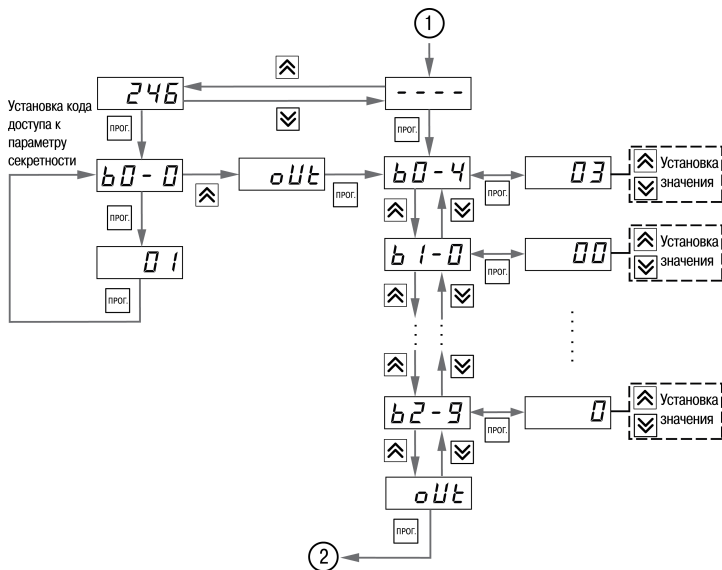 1
246
- - - -
Установка кода
доступа к
параметру
секретности
ПРОГ.
ПРОГ.
b0-0
oUt
b0-4
03
Установка
значения
ПРОГ.
ПРОГ.
ПРОГ.
01
b1-0
00
Установка
значения
ПРОГ.
ПРОГ.
b2-9
0
Установка
значения
ПРОГ.
oUt
ПРОГ.
2